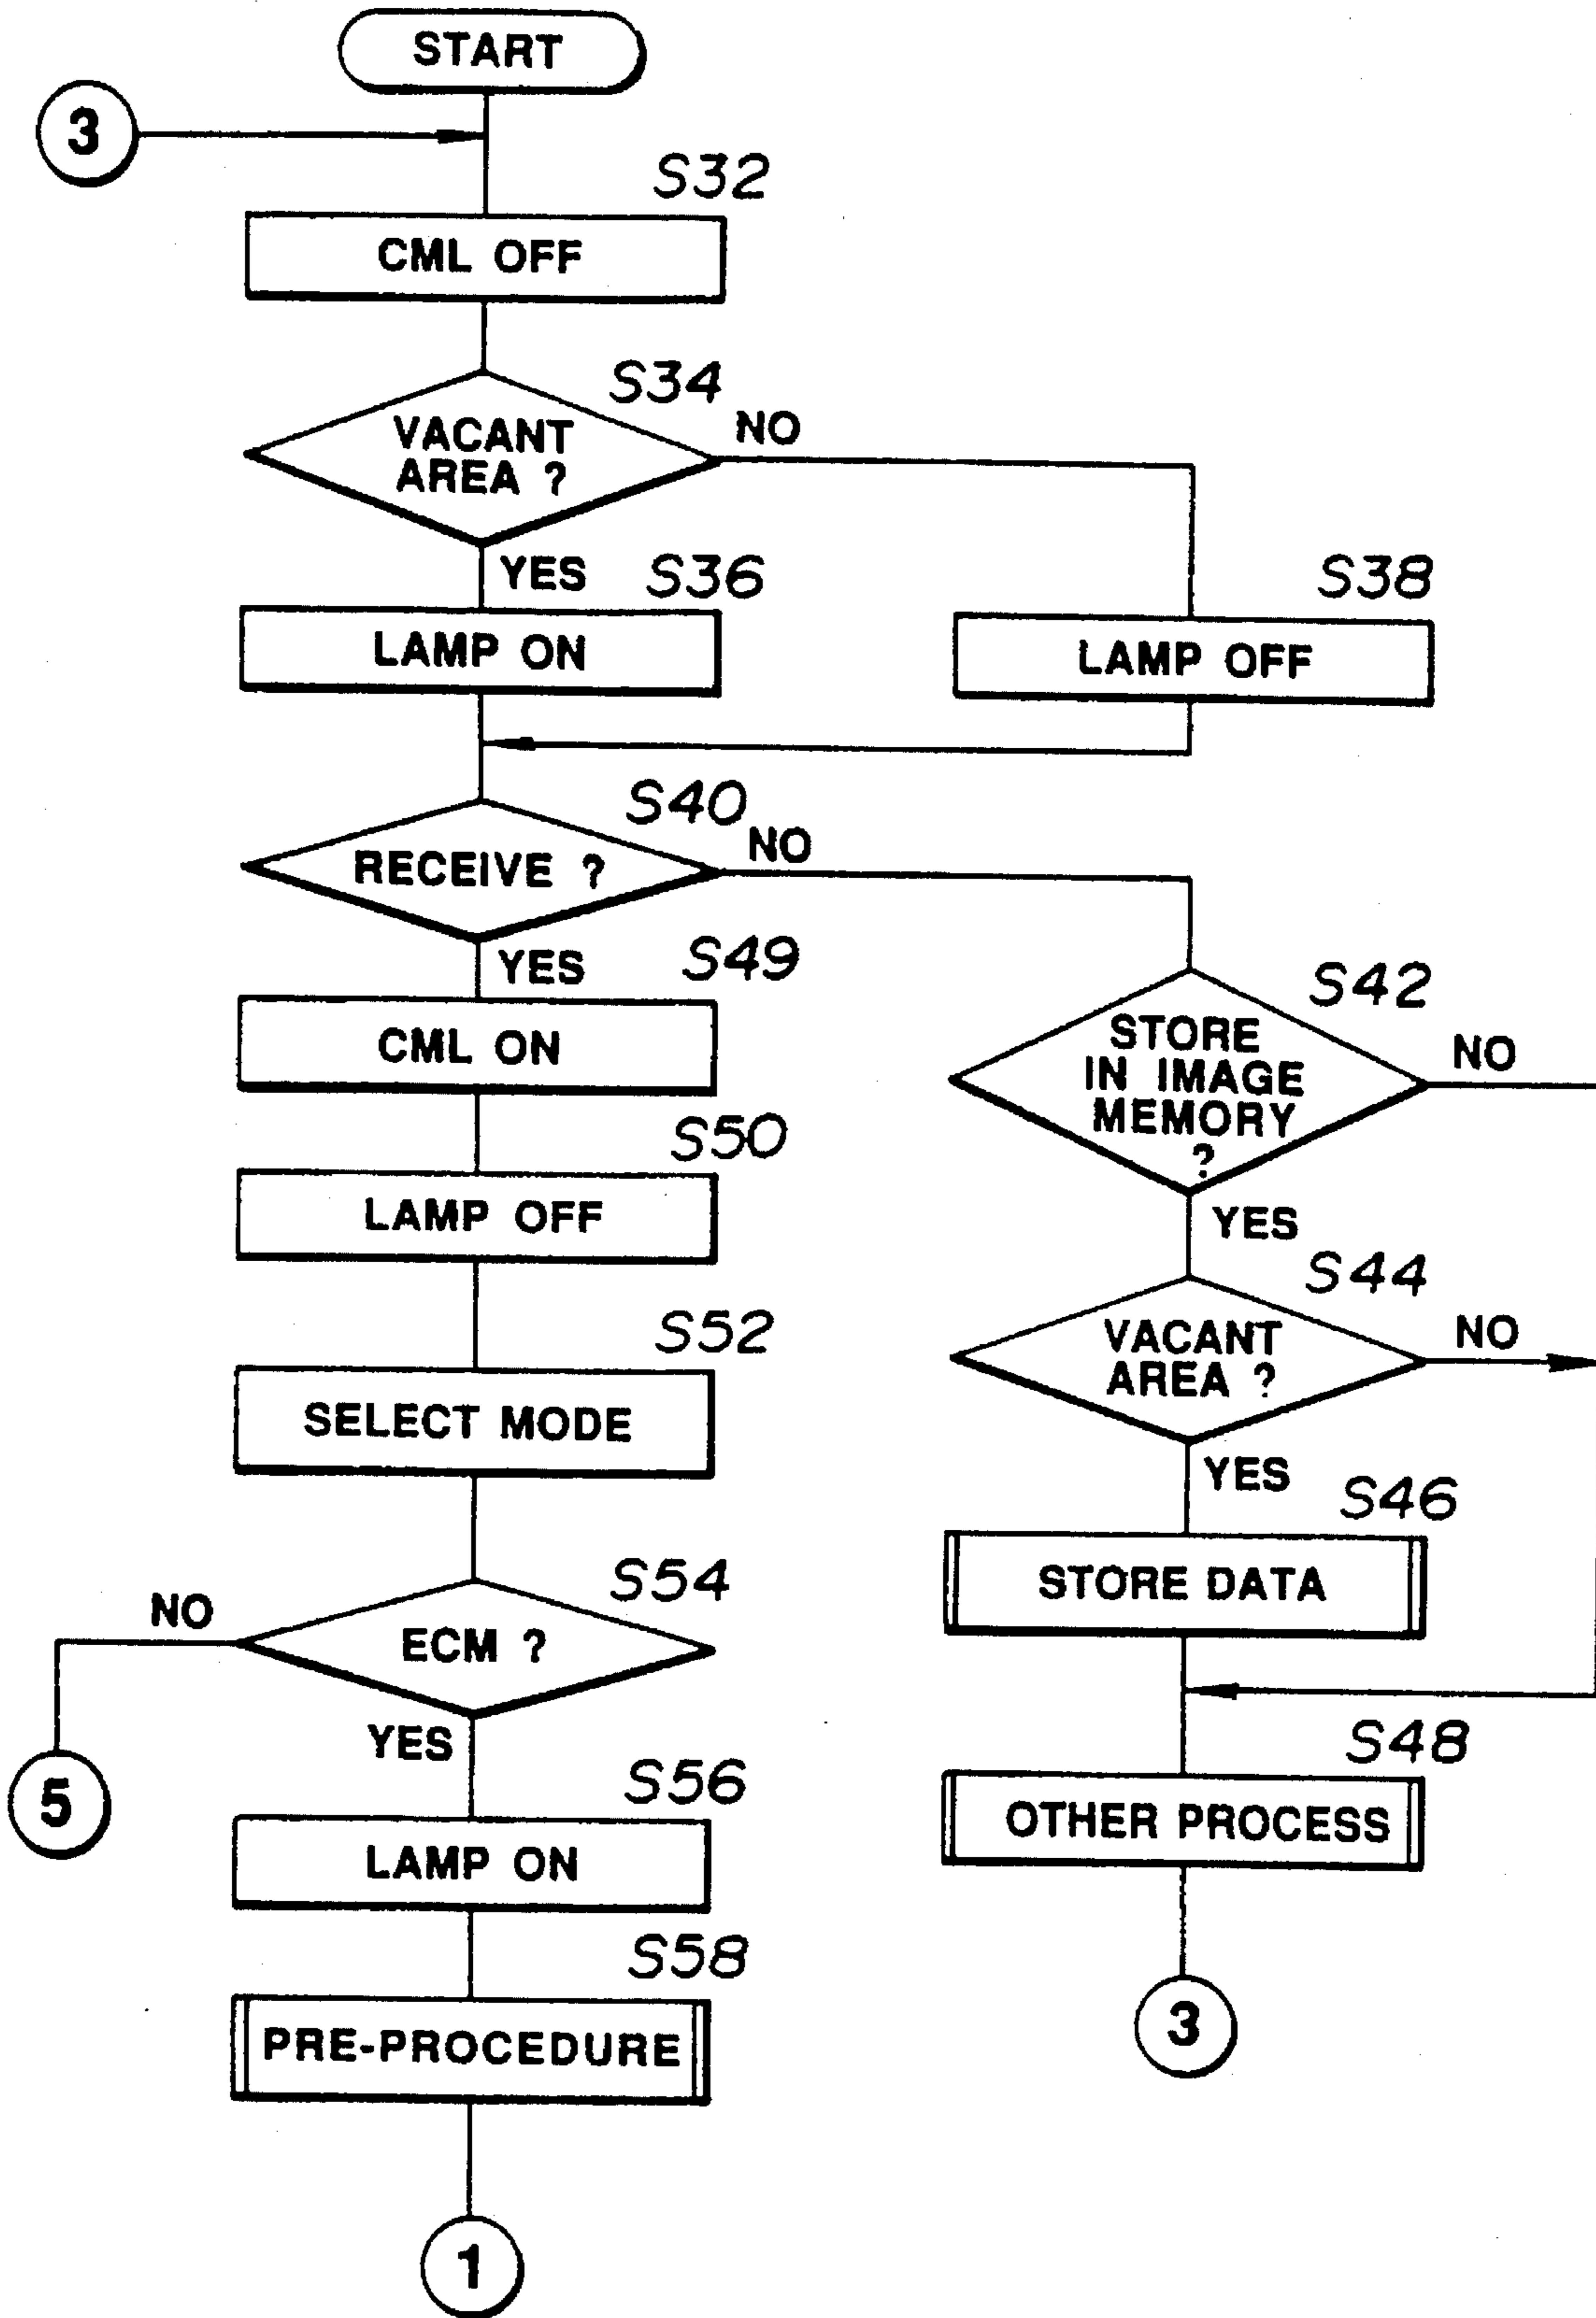 START
3
S32
CML OFF
S34
VACANT
AREA ?
NO
YES
S36
LAMP ON
S38
LAMP OFF
S40
RECEIVE ?
NO
YES
S49
CML ON
S42
STORE
IN IMAGE
MEMORY
?
NO
YES
S50
LAMP OFF
S44
VACANT
AREA ?
NO
YES
S52
SELECT MODE
S46
STORE DATA
S54
ECM ?
NO
YES
5
S48
OTHER PROCESS
3
S56
LAMP ON
S58
PRE-PROCEDURE
1